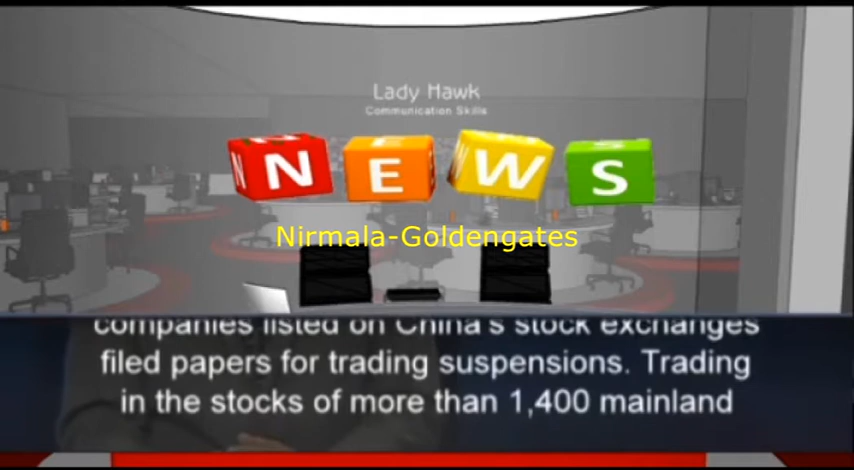 Lady Hawk
Communication Skills
NEWS
Nirmala-Goldengates
companies listed on China's stock exchanges
filed papers for trading suspensions. Trading
in the stocks of more than 1,400 mainland